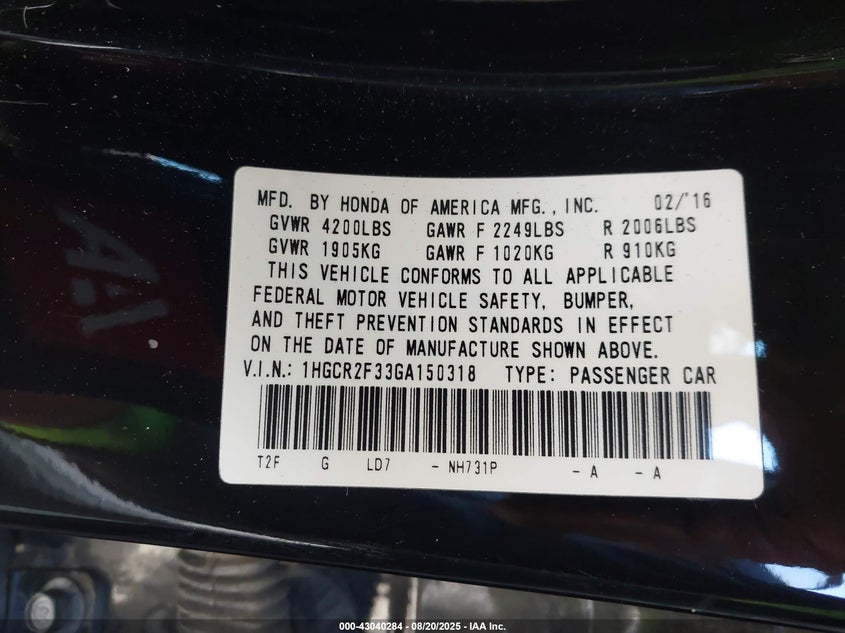 MFD. BY HONDA OF AMERICA MFG., INC. 02/'16
GVWR 4200LBS GAWR F 2249LBS R 2006LBS
GVWR 1905KG GAWR F 1020KG R 910KG
THIS VEHICLE CONFORMS TO ALL APPLICABLE
FEDERAL MOTOR VEHICLE SAFETY, BUMPER,
AND THEFT PREVENTION STANDARDS IN EFFECT
ON THE DATE OF MANUFACTURE SHOWN ABOVE.
V.I.N.: 1HGCR2F33GA150318 TYPE: PASSENGER CAR
T2F G LD7 - NH731P - A - A
000-43040284 - 08/20/2025 - IAA Inc.